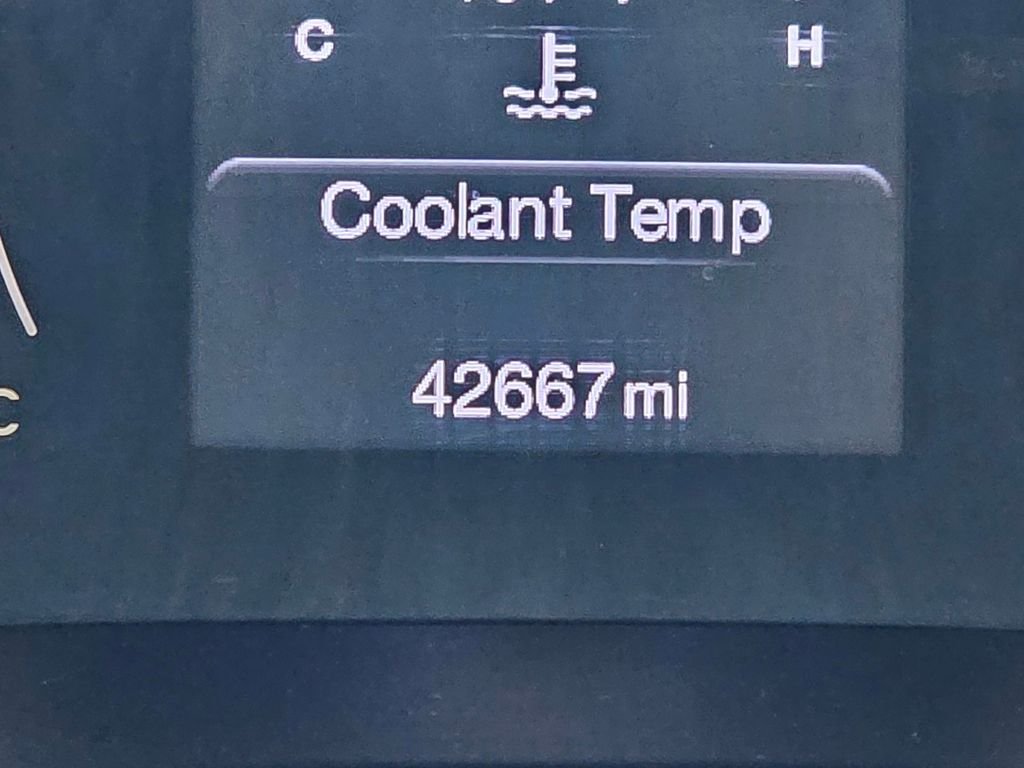 C H
Coolant Temp
42667 mi
C